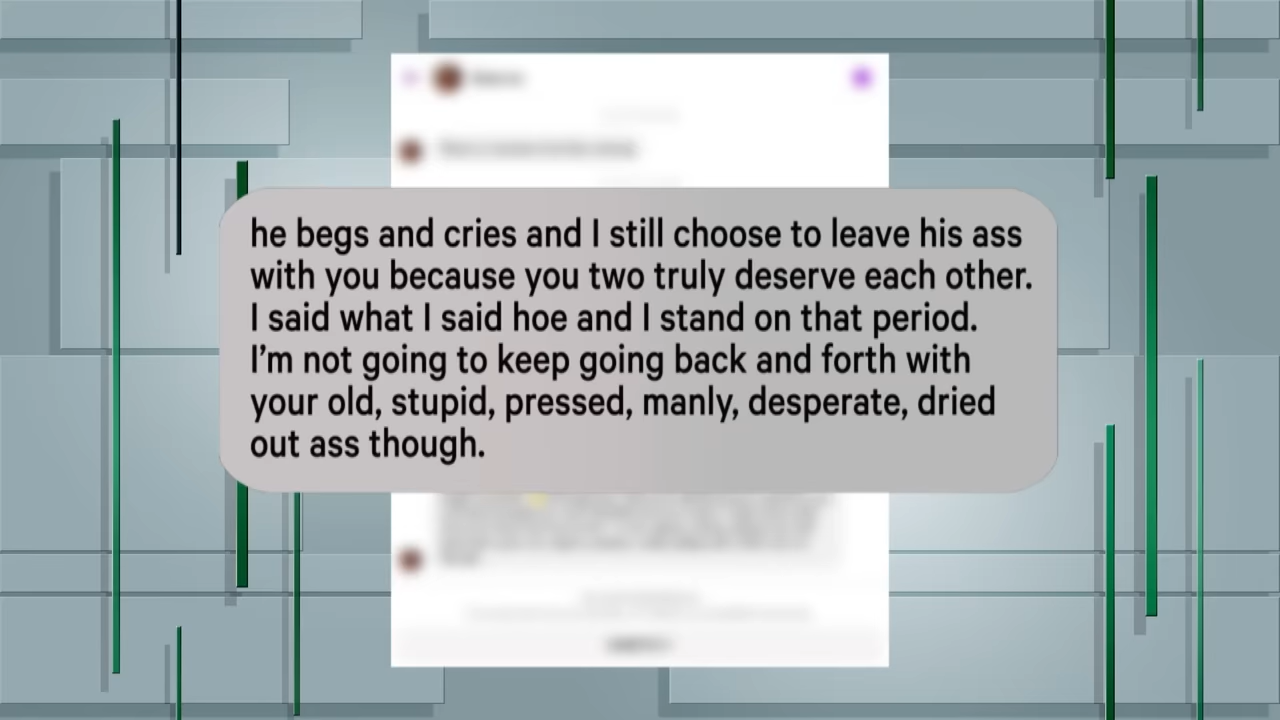 he begs and cries and I still choose to leave his ass
with you because you two truly deserve each other.
I said what I said hoe and I stand on that period.
I’m not going to keep going back and forth with
your old, stupid, pressed, manly, desperate, dried
out ass though.